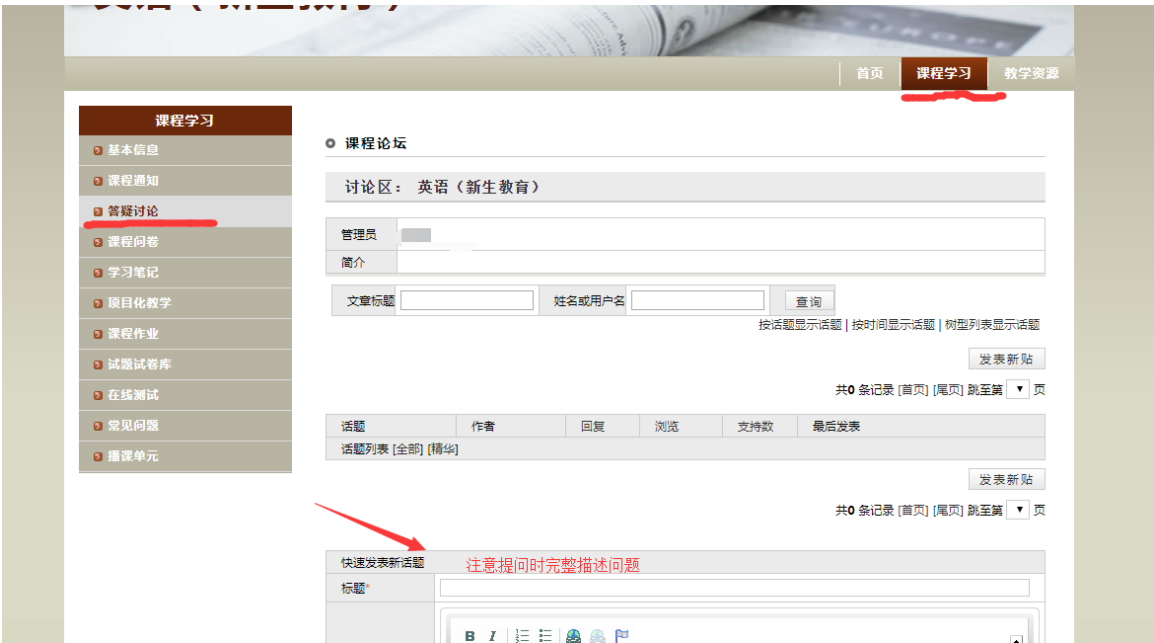 英语（新生教育）
首页 课程学习 教学资源
课程学习
基本信息
课程通知
答疑讨论
课程问卷
学习笔记
项目化教学
课程作业
试题试卷库
在线测试
常见问题
播课单元
课程论坛
讨论区： 英语（新生教育）
管理员
简介
文章标题 姓名或用户名 查询
按话题显示话题 | 按时间显示话题 | 树型列表显示话题
发表新贴
共0 条记录 [首页] [尾页] 跳至第 页
话题 作者 回复 浏览 支持数 最后发表
话题列表 [全部] [精华]
发表新贴
共0 条记录 [首页] [尾页] 跳至第 页
快速发表新话题 注意提问时完整描述问题
标题*
B I